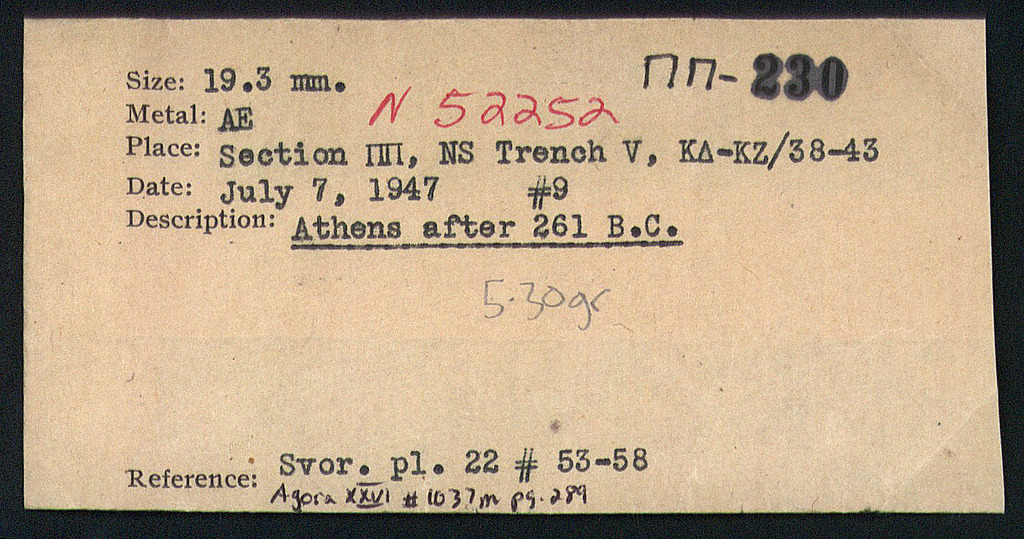 ΠΠ-230
Size: 19.3 mm.
N 52252
Metal: AE
Place: Section ΠΠ, NS Trench V, ΚΔ-ΚΖ/38-43
Date: July 7, 1947 #9
Description: Athens after 261 B.C.
5.30gr
Reference: Svor. pl. 22 # 53-58
Agora XXVI # 1037m pg. 289